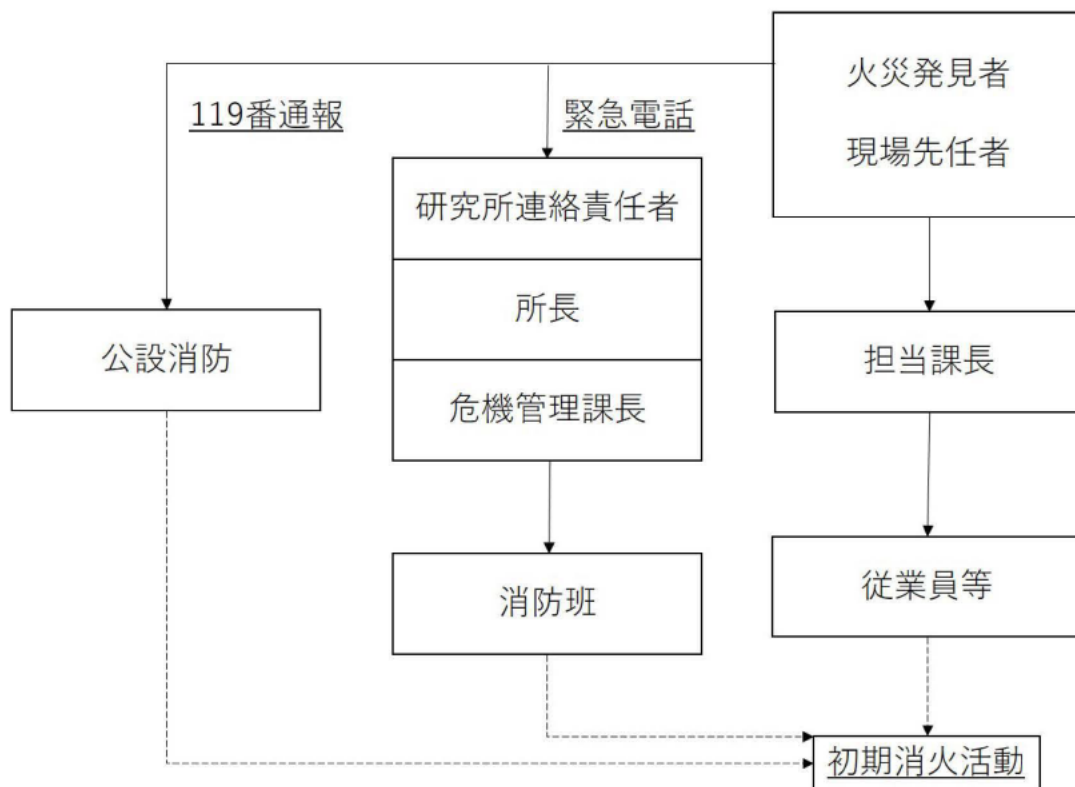 火災発見者
現場先任者
119番通報
緊急電話
研究所連絡責任者
所長
危機管理課長
公設消防
担当課長
消防班
従業員等
初期消火活動